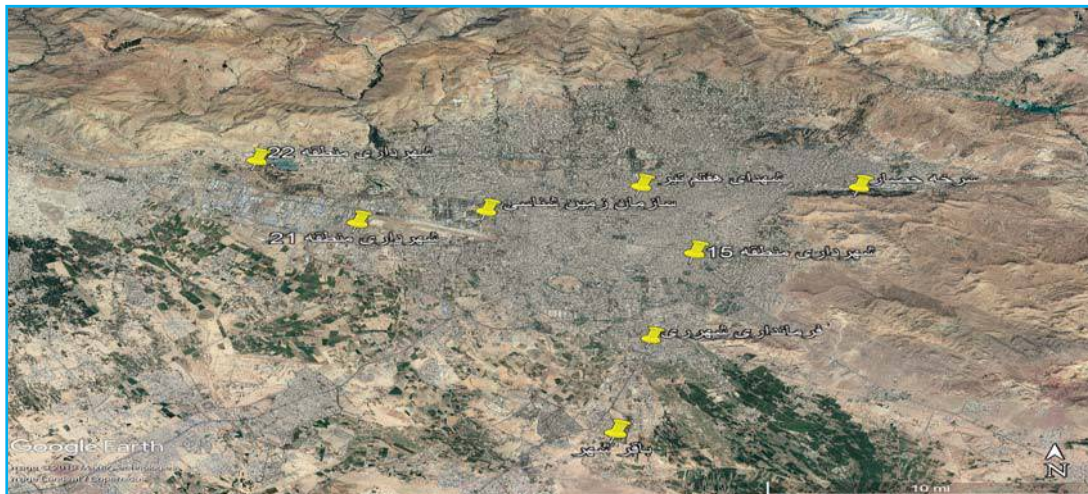 شهرداری منطقه 22
شهدای هفتم تیر
سرخه حصار
سازمان زمین شناسی
شهرداری منطقه 21
شهرداری منطقه 15
فرمانداری شهرری
باقر شهر
Google Earth
N
10 mi